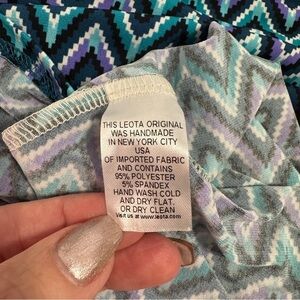 THIS LEOTA ORIGINAL
WAS HANDMADE
IN NEW YORK CITY
USA
OF IMPORTED FABRIC
AND CONTAINS
95% POLYESTER
5% SPANDEX
HAND WASH COLD
AND DRY FLAT.
OR DRY CLEAN
Visit us at www.leota.com